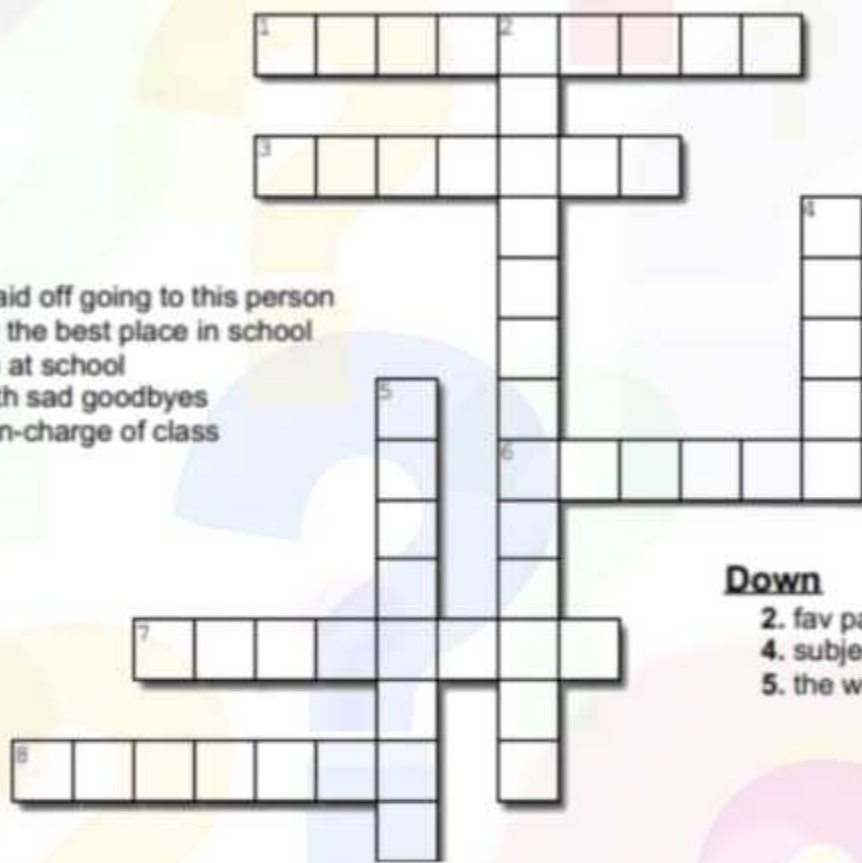 1
2
3
4
aid off going to this person
the best place in school
at school
th sad goodbyes
n-charge of class
5
6
Down
2. fav pa
4. subje
5. the w
7
8